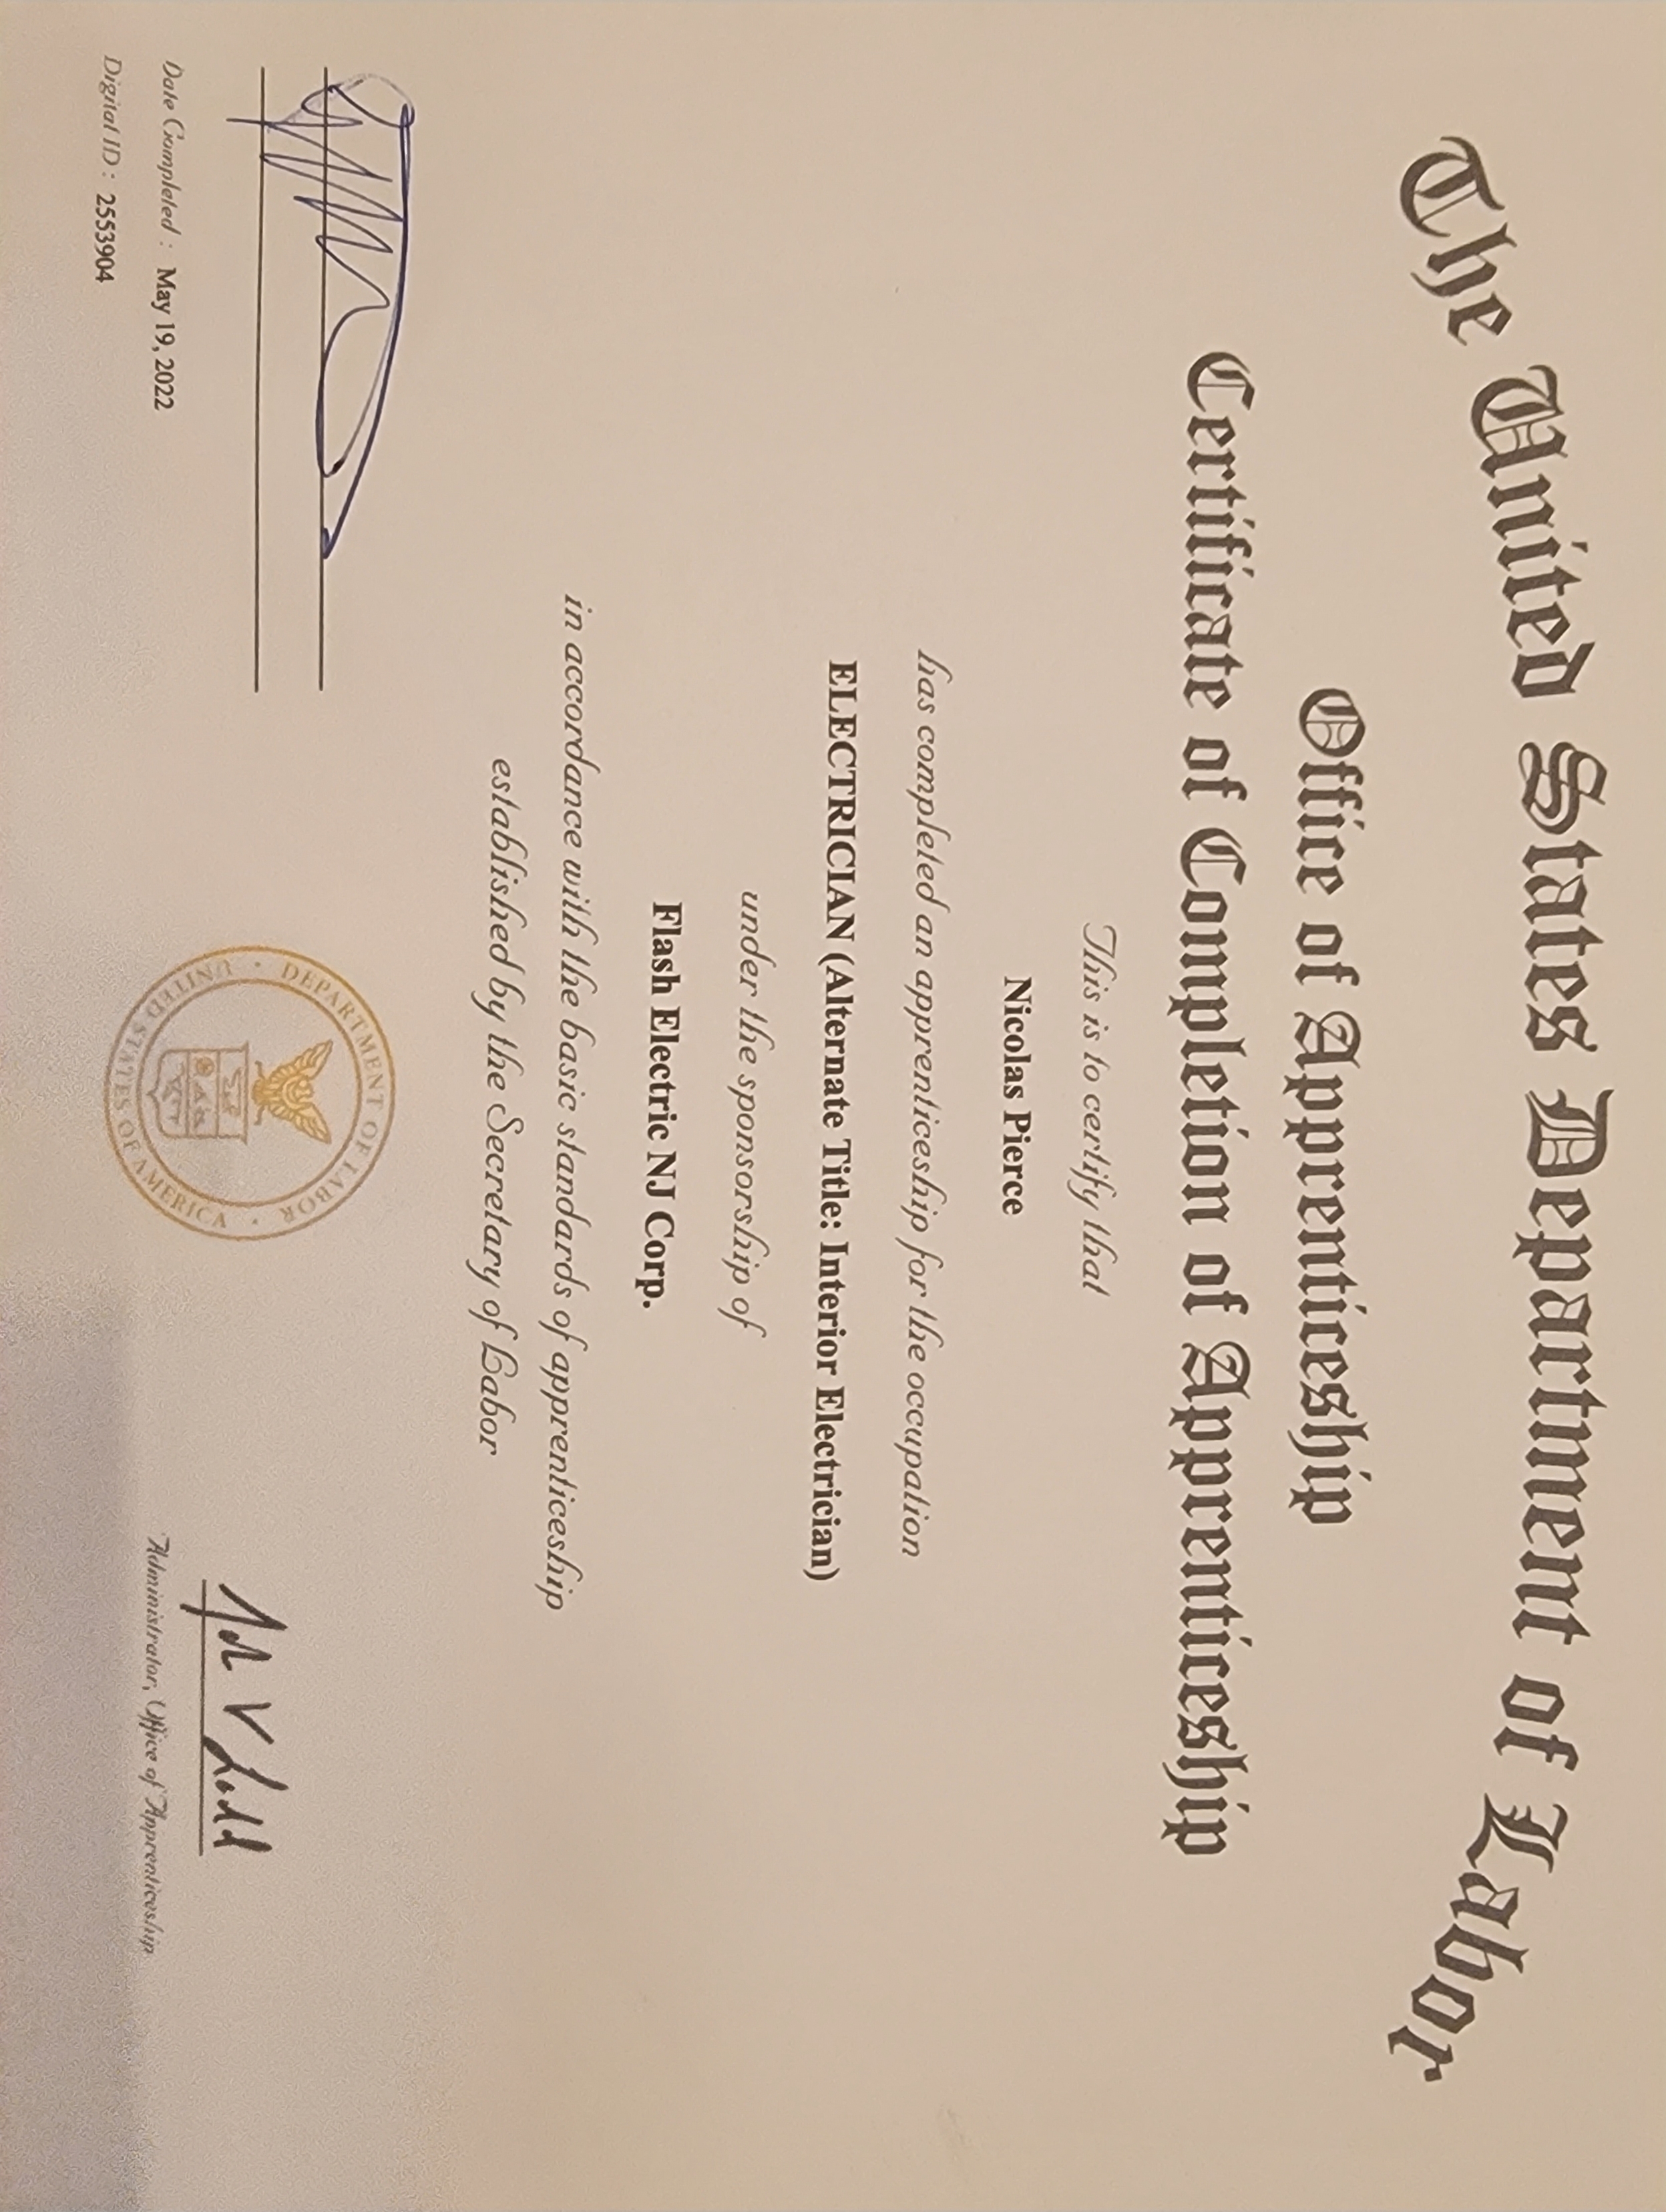 The United States Department of Labor
Office of Apprenticeship
Certificate of Completion of Apprenticeship
This is to certify that
Nicolas Pierce
has completed an apprenticeship for the occupation
ELECTRICIAN (Alternate Title: Interior Electrician)
under the sponsorship of
Flash Electric NJ Corp.
in accordance with the basic standards of apprenticeship
established by the Secretary of Labor
Date Completed : May 19, 2022
Digital ID : 2553904
DEPARTMENT OF LABOR
UNITED STATES OF AMERICA
John V Ladd
Administrator, Office of Apprenticeship